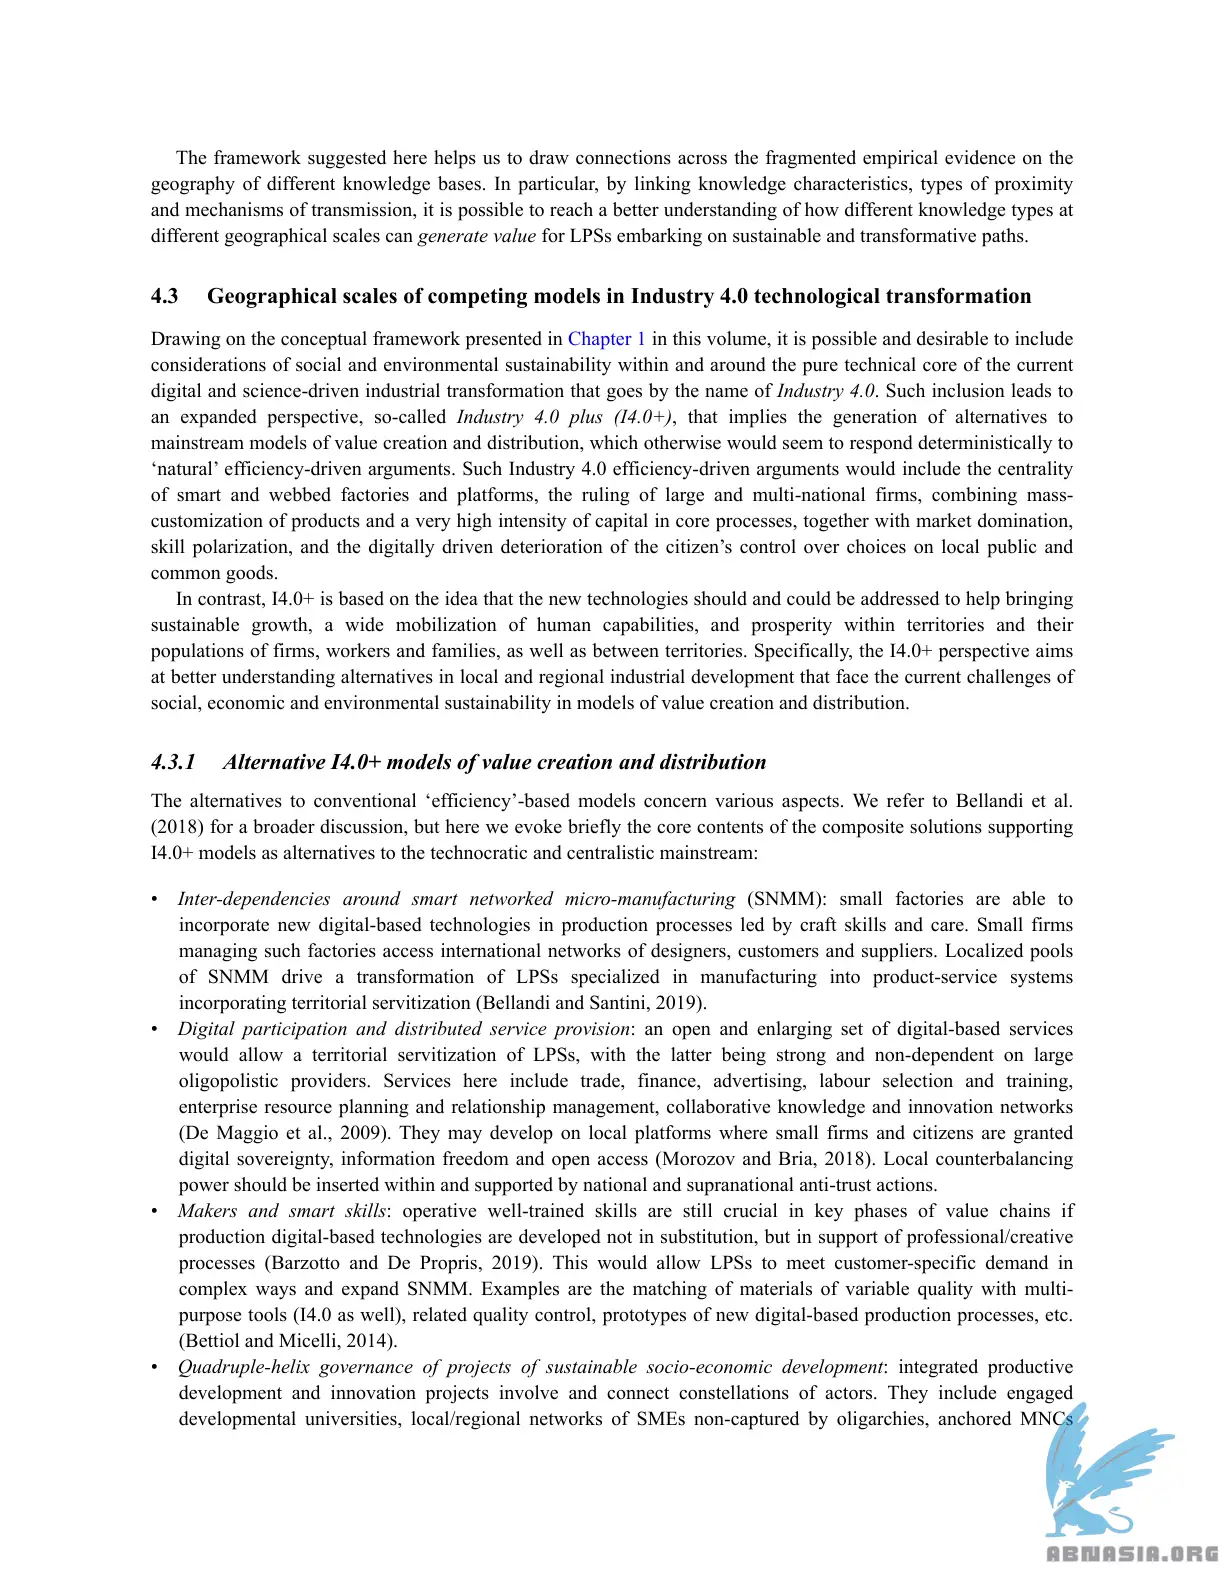 The framework suggested here helps us to draw connections across the fragmented empirical evidence on the
geography of different knowledge bases. In particular, by linking knowledge characteristics, types of proximity
and mechanisms of transmission, it is possible to reach a better understanding of how different knowledge types at
different geographical scales can generate value for LPSs embarking on sustainable and transformative paths.
4.3 Geographical scales of competing models in Industry 4.0 technological transformation
Drawing on the conceptual framework presented in Chapter 1 in this volume, it is possible and desirable to include
considerations of social and environmental sustainability within and around the pure technical core of the current
digital and science-driven industrial transformation that goes by the name of Industry 4.0. Such inclusion leads to
an expanded perspective, so-called Industry 4.0 plus (I4.0+), that implies the generation of alternatives to
mainstream models of value creation and distribution, which otherwise would seem to respond deterministically to
‘natural’ efficiency-driven arguments. Such Industry 4.0 efficiency-driven arguments would include the centrality
of smart and webbed factories and platforms, the ruling of large and multi-national firms, combining mass-
customization of products and a very high intensity of capital in core processes, together with market domination,
skill polarization, and the digitally driven deterioration of the citizen’s control over choices on local public and
common goods.
In contrast, I4.0+ is based on the idea that the new technologies should and could be addressed to help bringing
sustainable growth, a wide mobilization of human capabilities, and prosperity within territories and their
populations of firms, workers and families, as well as between territories. Specifically, the I4.0+ perspective aims
at better understanding alternatives in local and regional industrial development that face the current challenges of
social, economic and environmental sustainability in models of value creation and distribution.
4.3.1 Alternative I4.0+ models of value creation and distribution
The alternatives to conventional ‘efficiency’-based models concern various aspects. We refer to Bellandi et al.
(2018) for a broader discussion, but here we evoke briefly the core contents of the composite solutions supporting
I4.0+ models as alternatives to the technocratic and centralistic mainstream:
• Inter-dependencies around smart networked micro-manufacturing (SNMM): small factories are able to
incorporate new digital-based technologies in production processes led by craft skills and care. Small firms
managing such factories access international networks of designers, customers and suppliers. Localized pools
of SNMM drive a transformation of LPSs specialized in manufacturing into product-service systems
incorporating territorial servitization (Bellandi and Santini, 2019).
• Digital participation and distributed service provision: an open and enlarging set of digital-based services
would allow a territorial servitization of LPSs, with the latter being strong and non-dependent on large
oligopolistic providers. Services here include trade, finance, advertising, labour selection and training,
enterprise resource planning and relationship management, collaborative knowledge and innovation networks
(De Maggio et al., 2009). They may develop on local platforms where small firms and citizens are granted
digital sovereignty, information freedom and open access (Morozov and Bria, 2018). Local counterbalancing
power should be inserted within and supported by national and supranational anti-trust actions.
• Makers and smart skills: operative well-trained skills are still crucial in key phases of value chains if
production digital-based technologies are developed not in substitution, but in support of professional/creative
processes (Barzotto and De Propris, 2019). This would allow LPSs to meet customer-specific demand in
complex ways and expand SNMM. Examples are the matching of materials of variable quality with multi-
purpose tools (I4.0 as well), related quality control, prototypes of new digital-based production processes, etc.
(Bettiol and Micelli, 2014).
• Quadruple-helix governance of projects of sustainable socio-economic development: integrated productive
development and innovation projects involve and connect constellations of actors. They include engaged
developmental universities, local/regional networks of SMEs non-captured by oligarchies, anchored MNCs
ABNASIA.ORG